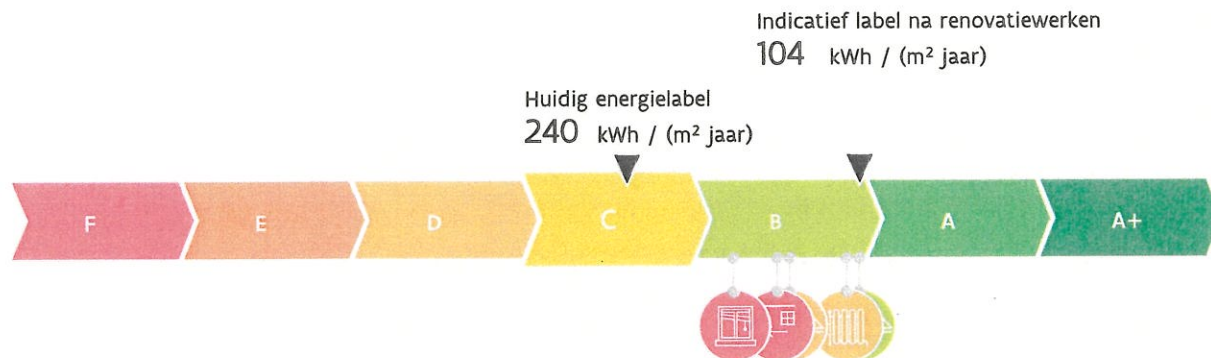 Indicatief label na renovatiewerken
104 kWh / (m² jaar)
Huidig energielabel
240 kWh / (m² jaar)
F E D C B A A+